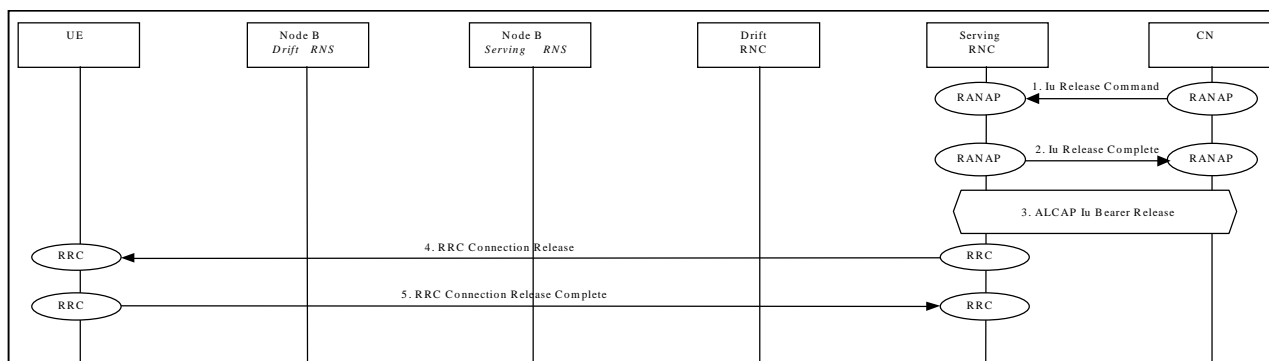 UE
Node B
Drift RNS
Node B
Serving RNS
Drift
RNC
Serving
RNC
CN
RANAP
1. Iu Release Command
RANAP
RANAP
2. Iu Release Complete
RANAP
3. ALCAP Iu Bearer Release
RRC
4. RRC Connection Release
RRC
RRC
5. RRC Connection Release Complete
RRC